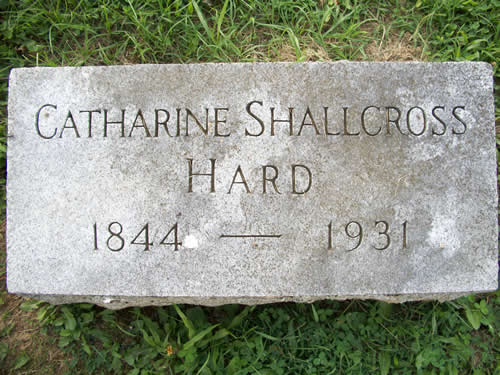 Catharine Shallcross
Hard
1844 — 1931